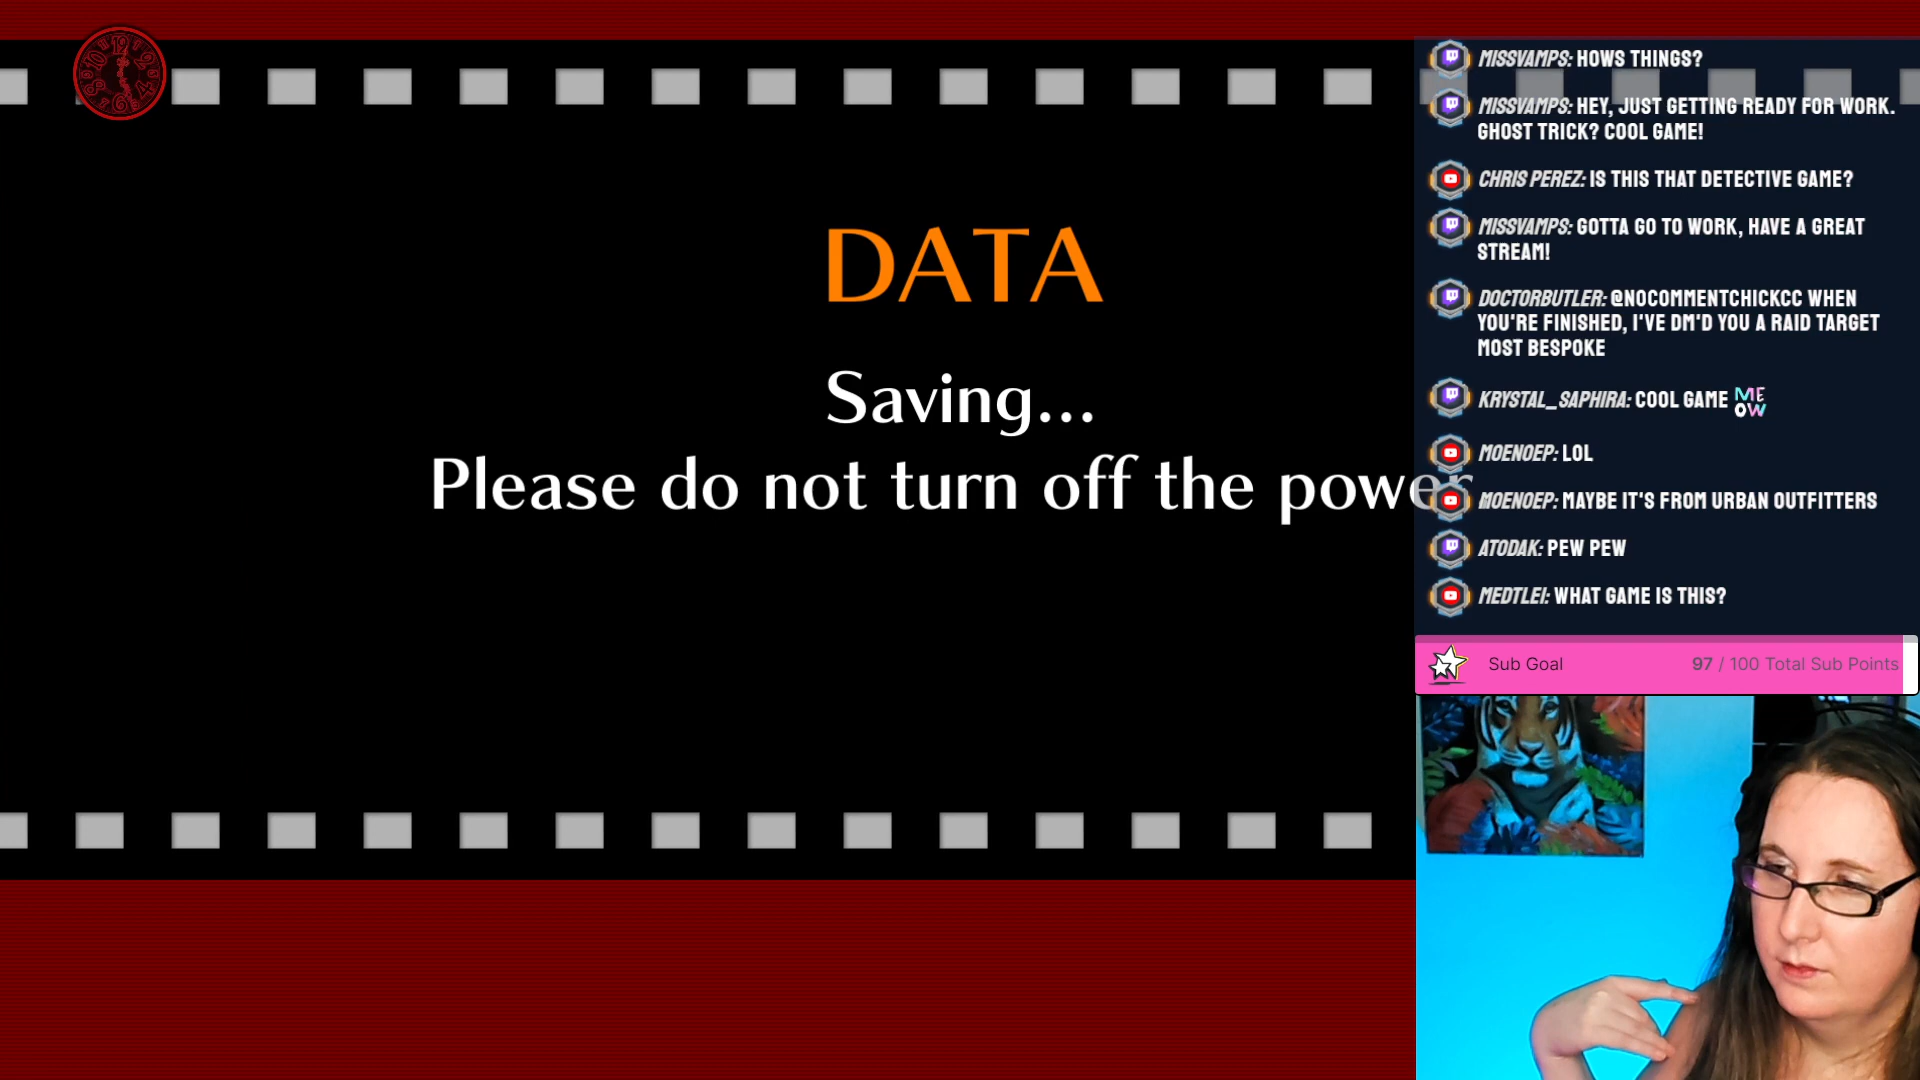 DATA
Saving...
Please do not turn off the power
MISSVAMPS: HOWS THINGS?
MISSVAMPS: HEY, JUST GETTING READY FOR WORK.
GHOST TRICK? COOL GAME!
CHRIS PEREZ: IS THIS THAT DETECTIVE GAME?
MISSVAMPS: GOTTA GO TO WORK, HAVE A GREAT
STREAM!
DOCTORBUTLER: @NOCOMMENTCHICKCC WHEN
YOU'RE FINISHED, I'VE DM'D YOU A RAID TARGET
MOST BESPOKE
KRYSTAL_SAPHIRA: COOL GAME MEOW
MOENOEP: LOL
MOENOEP: MAYBE IT'S FROM URBAN OUTFITTERS
ATODAK: PEW PEW
MEDTLEI: WHAT GAME IS THIS?
Sub Goal 97 / 100 Total Sub Points